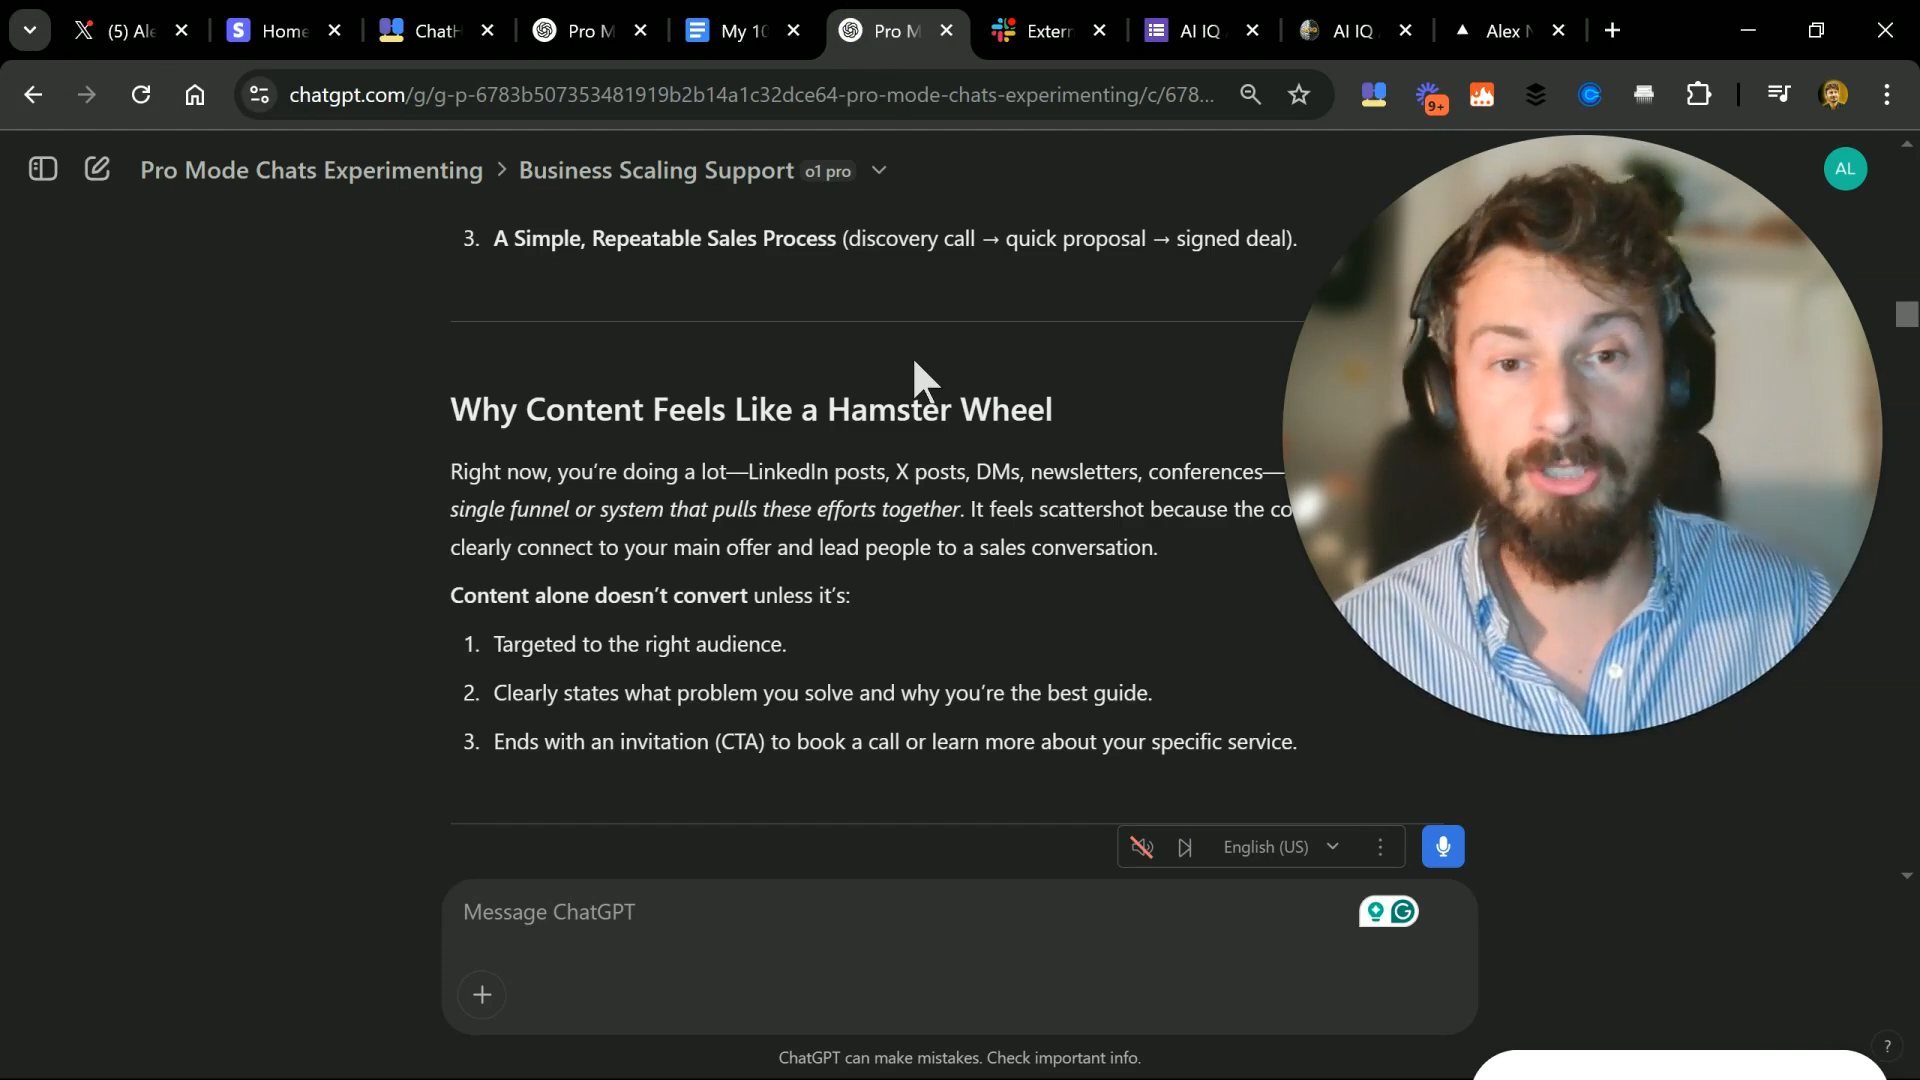 (5) Ale
Home
ChatH
Pro M
My 10
Pro M
Extern
AI IQ
AI IQ
Alex N
chatgpt.com/g/g-p-6783b507353481919b2b14a1c32dce64-pro-mode-chats-experimenting/c/678...
9+
Pro Mode Chats Experimenting > Business Scaling Support o1 pro
AL
3. A Simple, Repeatable Sales Process (discovery call → quick proposal → signed deal).
Why Content Feels Like a Hamster Wheel
Right now, you're doing a lot—LinkedIn posts, X posts, DMs, newsletters, conferences—
single funnel or system that pulls these efforts together. It feels scattershot because the co
clearly connect to your main offer and lead people to a sales conversation.
Content alone doesn't convert unless it's:
1. Targeted to the right audience.
2. Clearly states what problem you solve and why you're the best guide.
3. Ends with an invitation (CTA) to book a call or learn more about your specific service.
English (US)
Message ChatGPT
ChatGPT can make mistakes. Check important info.
?